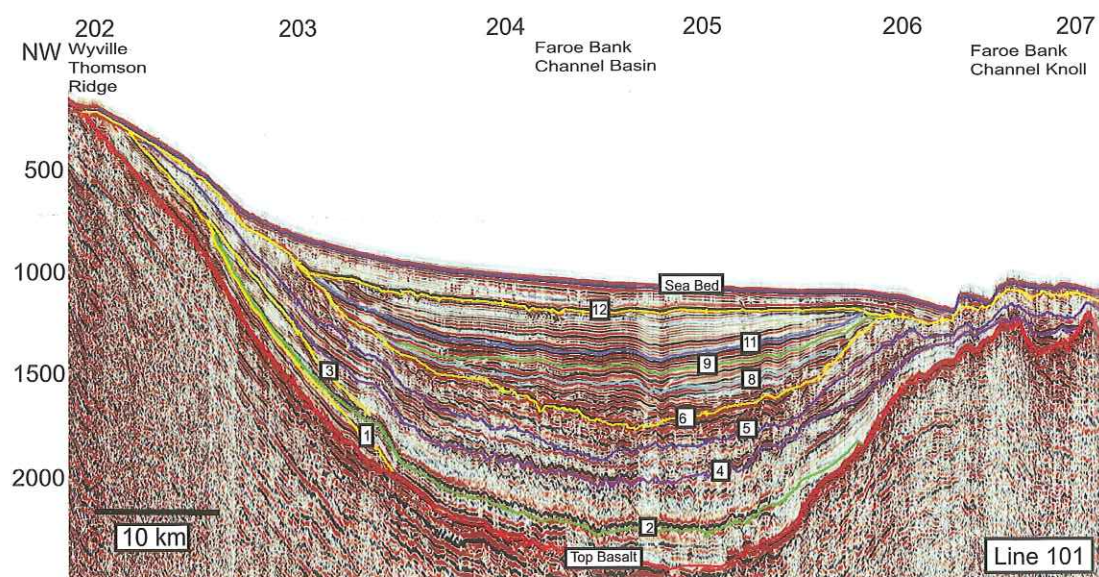 202 203 204 205 206 207
NW
Wyville
Thomson
Ridge
Faroe Bank
Channel Basin
Faroe Bank
Channel Knoll
500
1000
1500
2000
Sea Bed
12
11
9
8
3
6
5
1
4
2
Top Basalt
10 km
Line 101